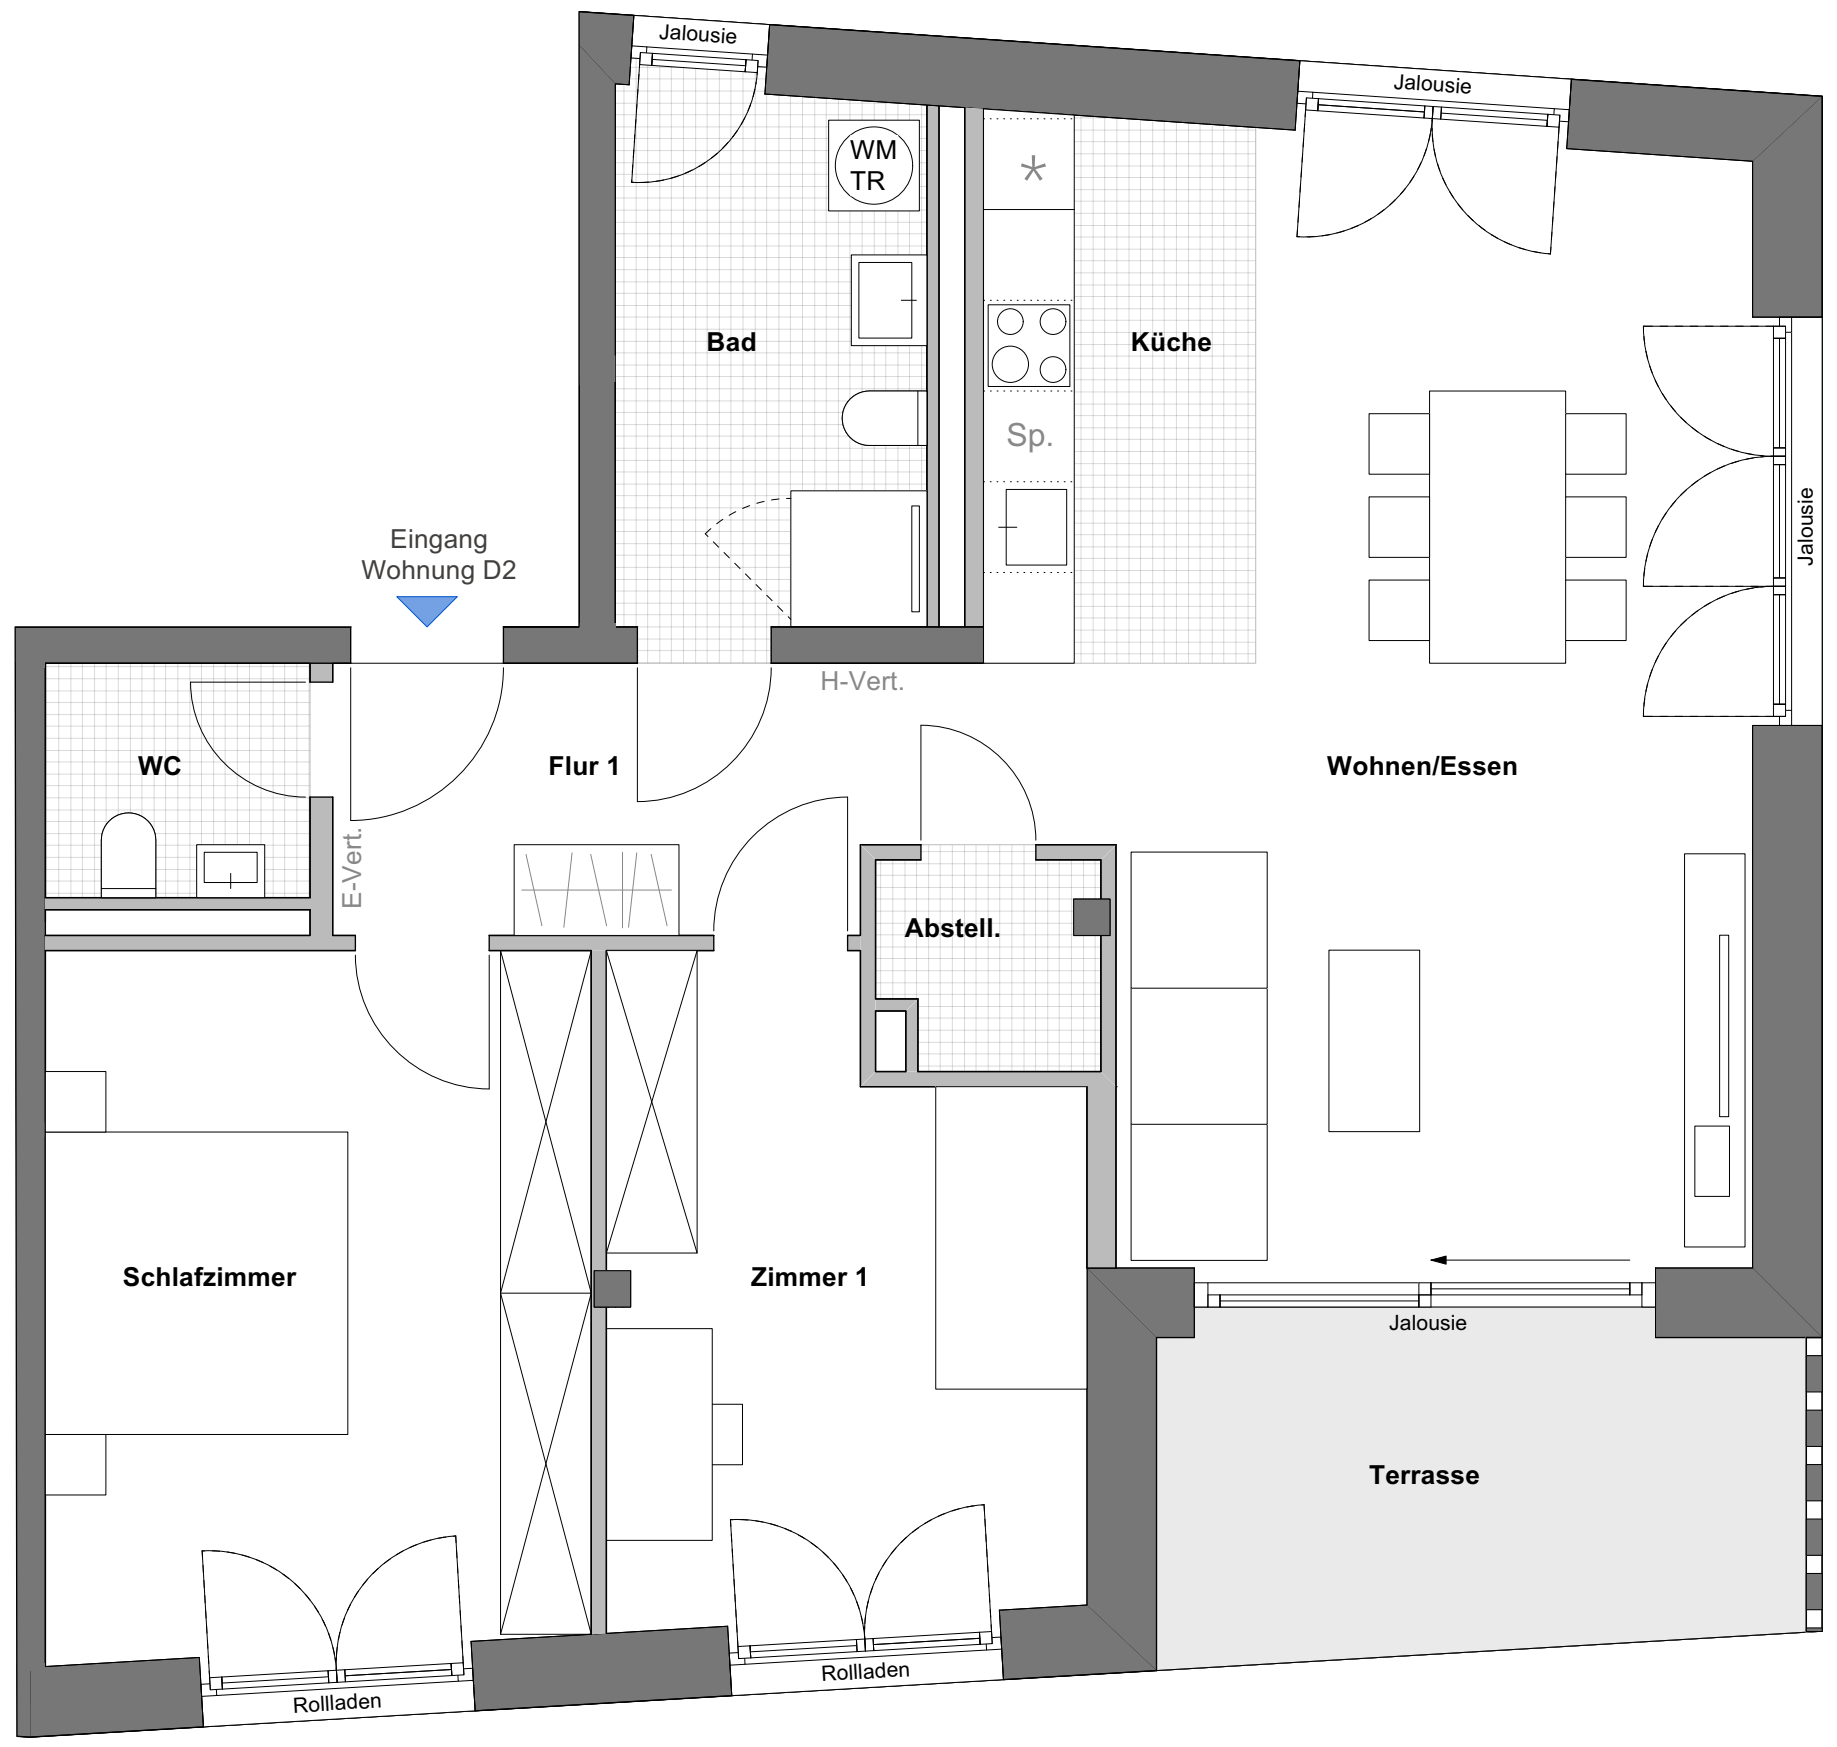 Jalousie
Jalousie
WM
TR
Bad
Küche
Sp.
Jalousie
Eingang
Wohnung D2
H-Vert.
WC
Flur 1
Wohnen/Essen
E-Vert.
Abstell.
Schlafzimmer
Zimmer 1
Jalousie
Terrasse
Rollladen
Rollladen